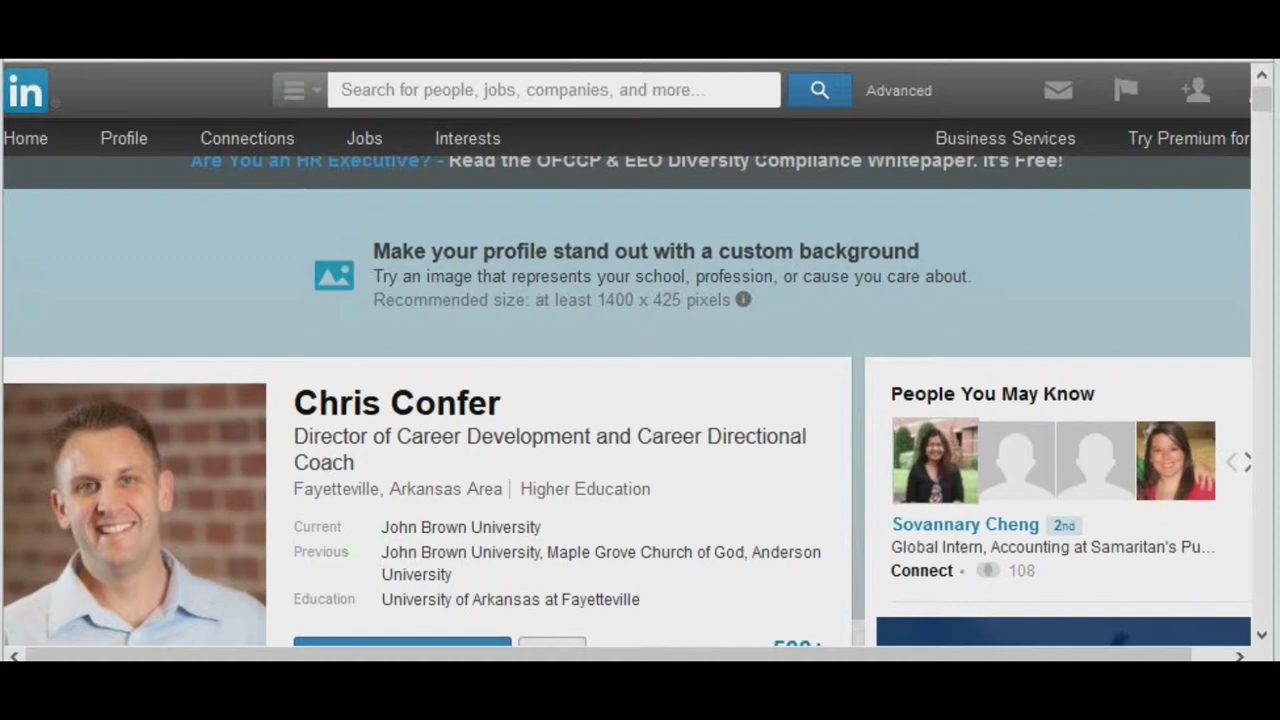 in
Search for people, jobs, companies, and more...
Advanced
Home
Profile
Connections
Jobs
Interests
Business Services
Try Premium for
Are You an HR Executive? - Read the OFCCP & EEO Diversity Compliance Whitepaper. It's Free!
Make your profile stand out with a custom background
Try an image that represents your school, profession, or cause you care about.
Recommended size: at least 1400 x 425 pixels
Chris Confer
Director of Career Development and Career Directional
Coach
Fayetteville, Arkansas Area | Higher Education
Current John Brown University
Previous John Brown University, Maple Grove Church of God, Anderson
University
Education University of Arkansas at Fayetteville
People You May Know
Sovannary Cheng 2nd
Global Intern, Accounting at Samaritan's Pu...
Connect • 108